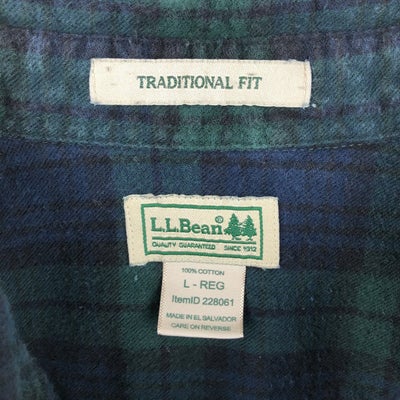 TRADITIONAL FIT
L.L.Bean®
QUALITY GUARANTEED SINCE 1912
100% COTTON
L - REG
ItemID 228061
MADE IN EL SALVADOR
CARE ON REVERSE